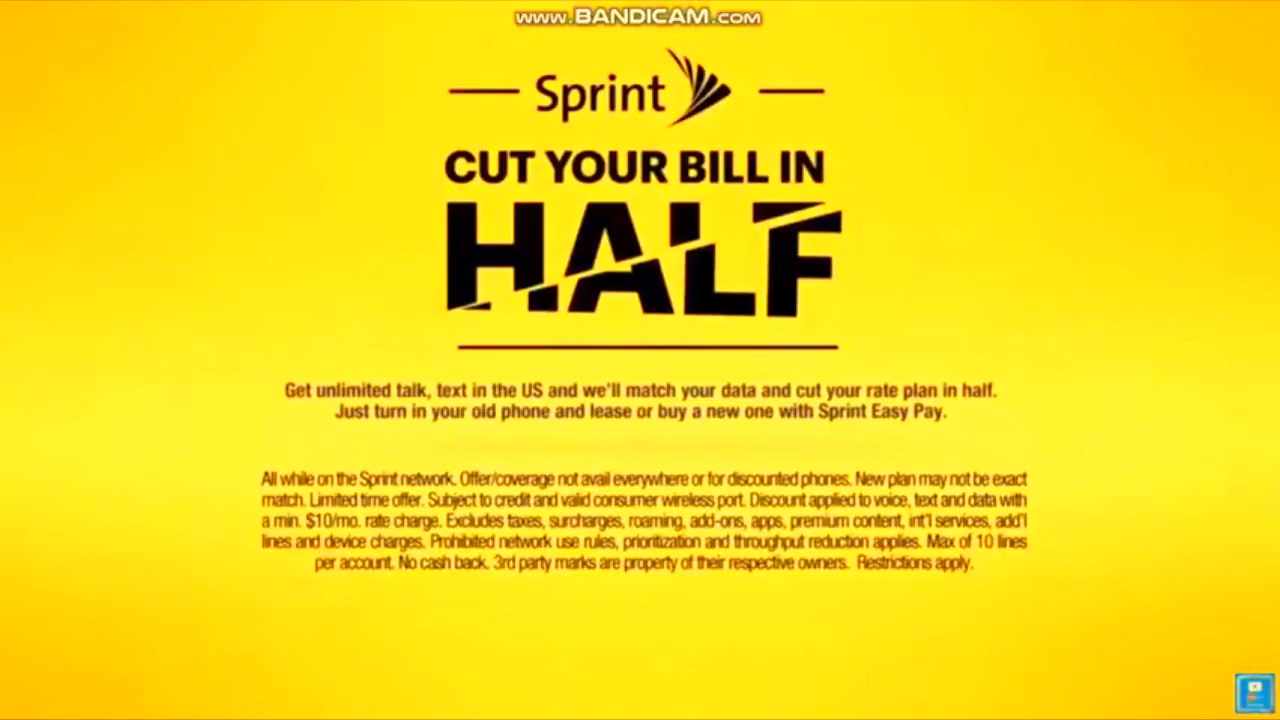 www.BANDICAM.com
Sprint
CUT YOUR BILL IN
HALF
Get unlimited talk, text in the US and we'll match your data and cut your rate plan in half.
Just turn in your old phone and lease or buy a new one with Sprint Easy Pay.
All while on the Sprint network. Offer/coverage not avail everywhere or for discounted phones. New plan may not be exact
match. Limited time offer. Subject to credit and valid consumer wireless port. Discount applied to voice, text and data with
a min. $10/mo. rate charge. Excludes taxes, surcharges, roaming, add-ons, apps, premium content, int'l services, add'l
lines and device charges. Prohibited network use rules, prioritization and throughput reduction applies. Max of 10 lines
per account. No cash back. 3rd party marks are property of their respective owners. Restrictions apply.